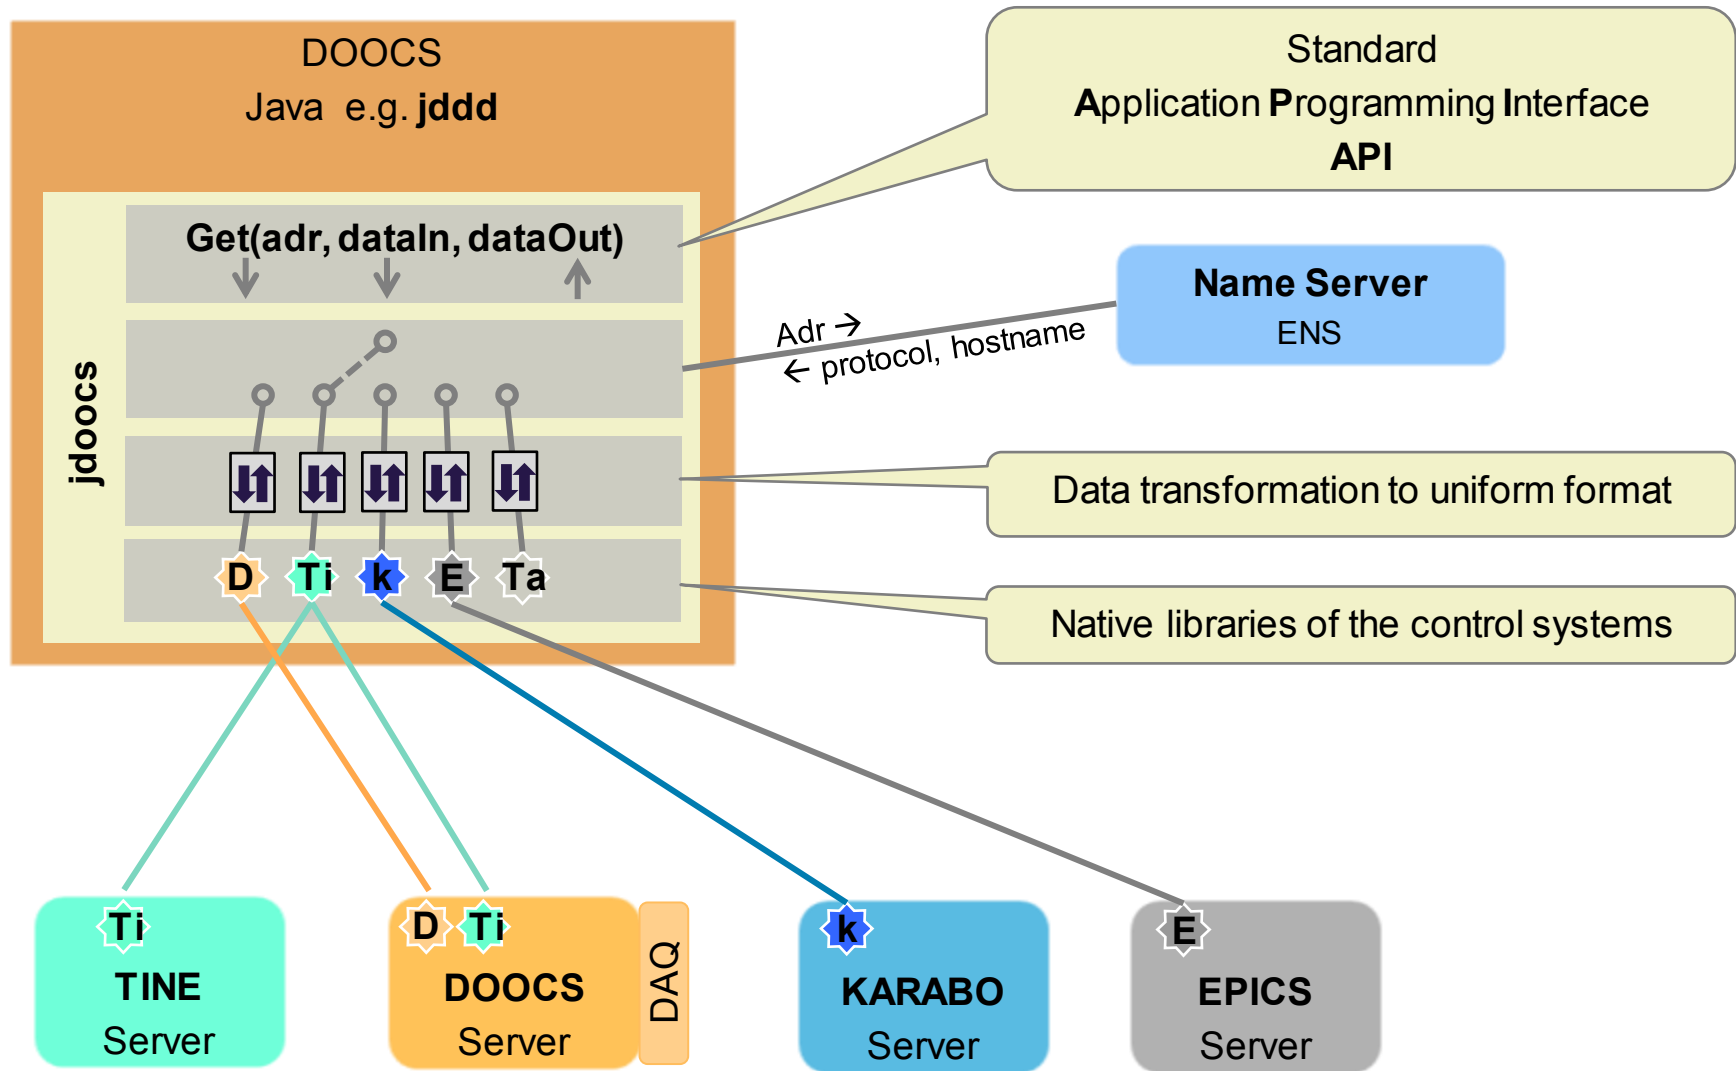 DOOCS
Java e.g. jddd
Standard
Application Programming Interface
API
Get(adr, dataIn, dataOut)
Name Server
ENS
Adr →
← protocol, hostname
jdoocs
Data transformation to uniform format
D Ti k E Ta
Native libraries of the control systems
Ti
TINE
Server
D Ti
DOOCS
Server
DAQ
k
KARABO
Server
E
EPICS
Server